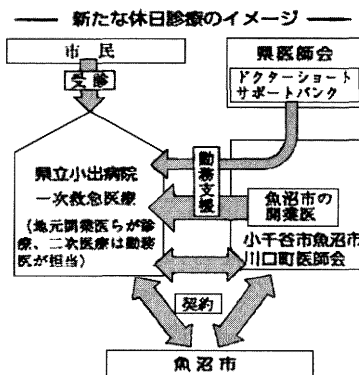 新たな休日診療のイメージ
市民
受診
県医師会
ドクターショート
サポートバンク
県立小出病院
一次救急医療
(地元開業医らが診
療、二次医療は勤務
医が担当)
勤務支援
魚沼市の
開業医
小千谷市魚沼市
川口町医師会
契約
魚沼市